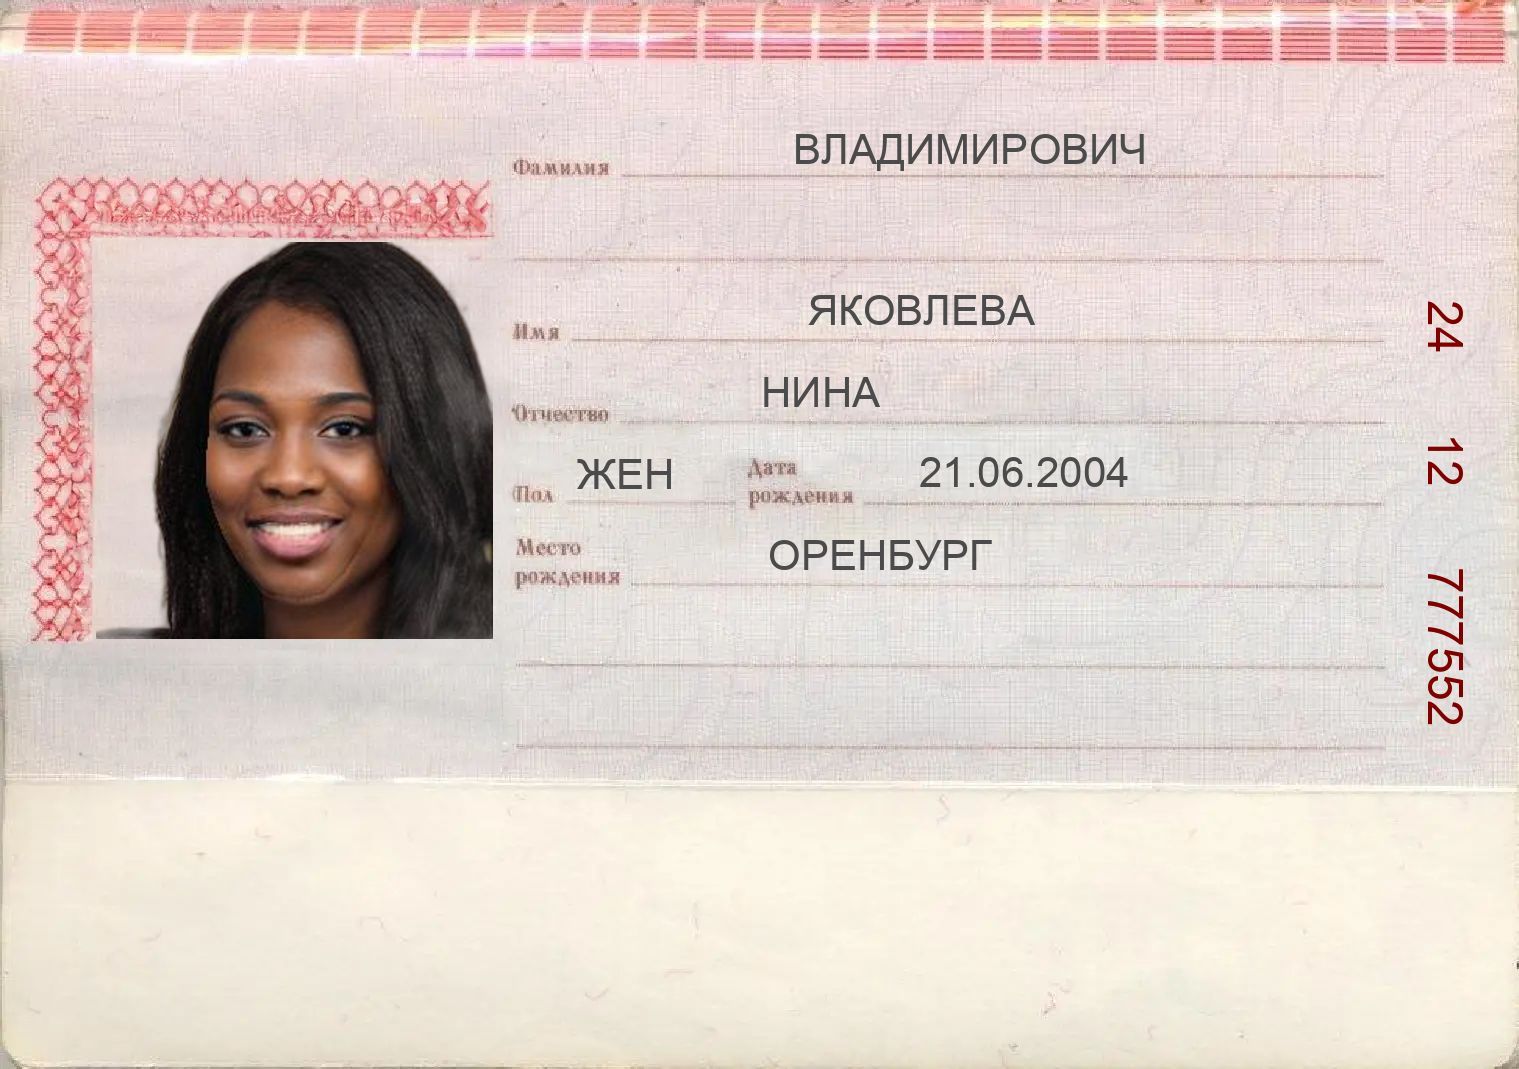 Фамилия ВЛАДИМИРОВИЧ
Имя ЯКОВЛЕВА
Отчество НИНА
Пол ЖЕН Дата рождения 21.06.2004
Место рождения ОРЕНБУРГ
24 12 777552